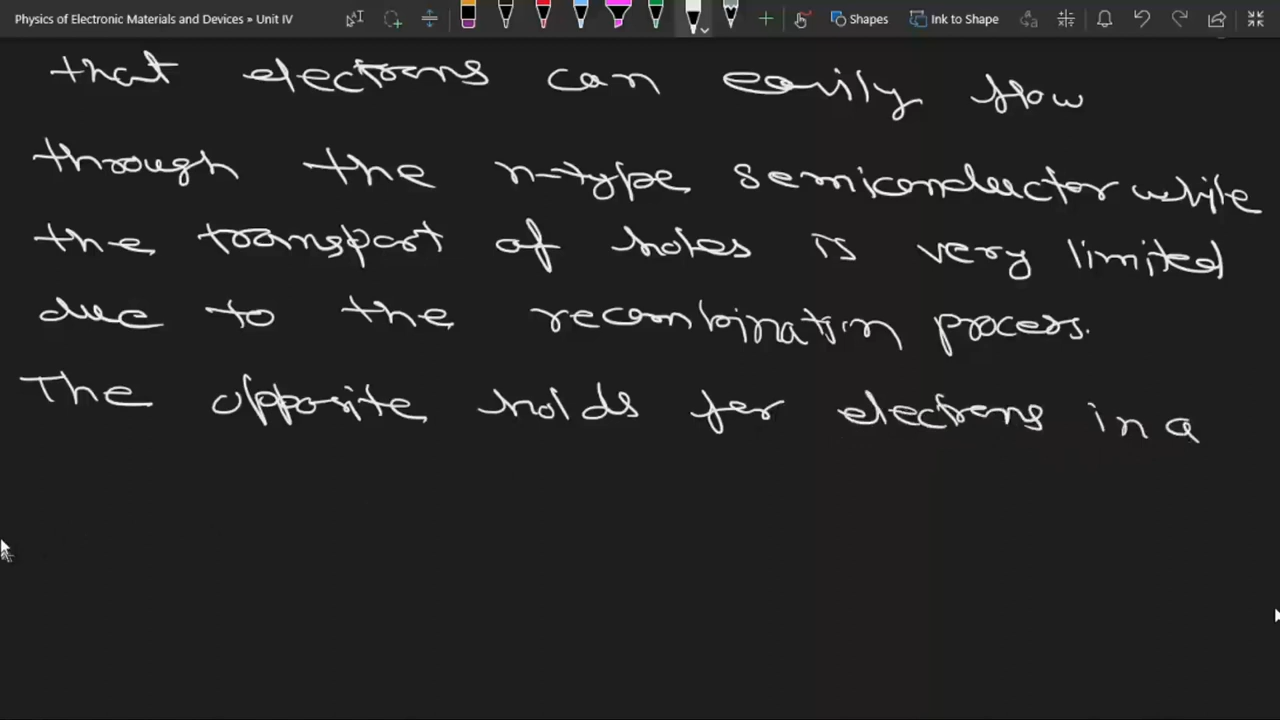 Physics of Electronic Materials and Devices » Unit IV
Shapes
Ink to Shape
that electrons can easily flow
through the n-type semiconductor while
the transport of holes is very limited
due to the recombination process.
The opposite holds for electrons in a